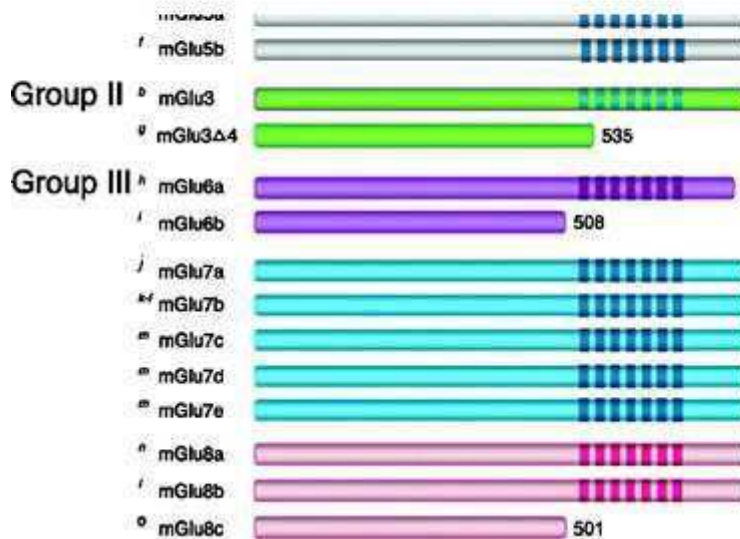 f mGlu5b
Group II b mGlu3
g mGlu3Δ4 535
Group III h mGlu6a
i mGlu6b 508
j mGlu7a
k-l mGlu7b
m mGlu7c
m mGlu7d
m mGlu7e
n mGlu8a
i mGlu8b
o mGlu8c 501